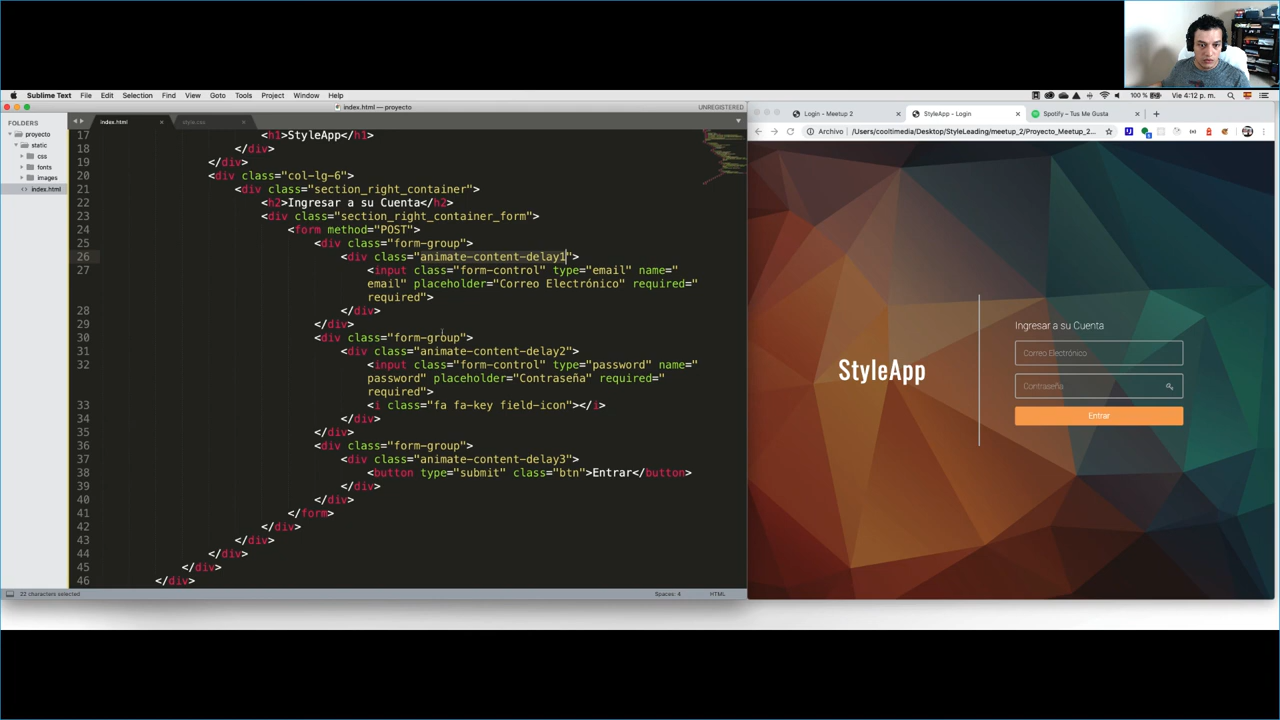 Sublime Text File Edit Selection Find View Goto Tools Project Window Help
100 % Vie 4:12 p. m.
index.html — proyecto
UNREGISTERED
FOLDERS
proyecto
static
css
fonts
images
index.html
index.html style.css
17 <h1>StyleApp</h1>
18 </div>
19 </div>
20 <div class="col-lg-6">
21 <div class="section_right_container">
22 <h2>Ingresar a su Cuenta</h2>
23 <div class="section_right_container_form">
24 <form method="POST">
25 <div class="form-group">
26 <div class="animate-content-delay1">
27 <input class="form-control" type="email" name="
email" placeholder="Correo Electrónico" required="
required">
28 </div>
29 </div>
30 <div class="form-group">
31 <div class="animate-content-delay2">
32 <input class="form-control" type="password" name="
password" placeholder="Contraseña" required="
required">
33 <i class="fa fa-key field-icon"></i>
34 </div>
35 </div>
36 <div class="form-group">
37 <div class="animate-content-delay3">
38 <button type="submit" class="btn">Entrar</button>
39 </div>
40 </div>
41 </form>
42 </div>
43 </div>
44 </div>
45 </div>
46 </div>
22 characters selected
Spaces: 4 HTML
Login - Meetup 2 StyleApp - Login Spotify – Tus Me Gusta
Archivo /Users/cooltimedia/Desktop/StyleLeading/meetup_2/Proyecto_Meetup_2...
StyleApp
Ingresar a su Cuenta
Correo Electrónico
Contraseña
Entrar